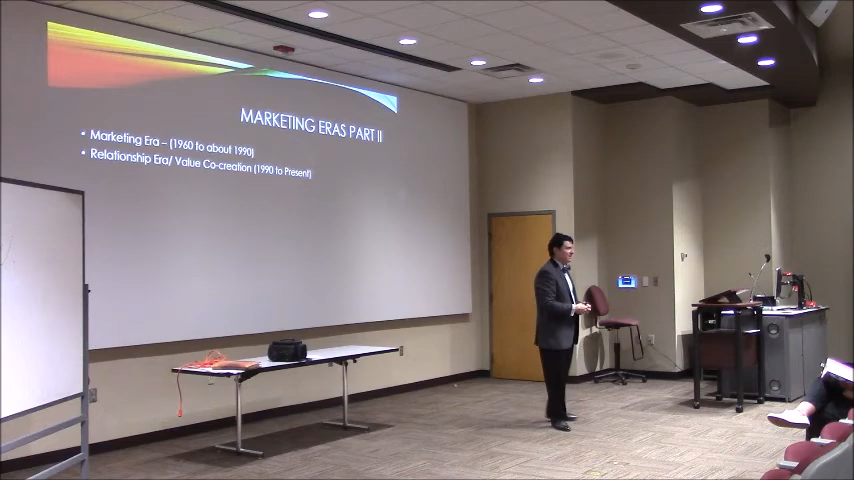 MARKETING ERAS PART II
• Marketing Era – (1960 to about 1990)
• Relationship Era/ Value Co-creation (1990 to Present)